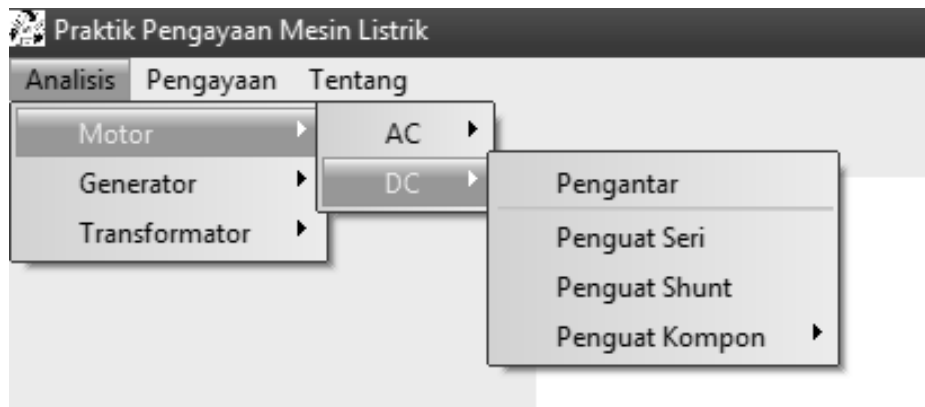 Praktik Pengayaan Mesin Listrik
Analisis Pengayaan Tentang
Motor
Generator
Transformator
AC
DC
Pengantar
Penguat Seri
Penguat Shunt
Penguat Kompon